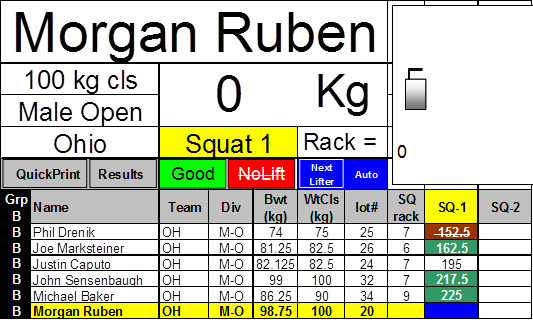 Morgan Ruben
100 kg cls
0 Kg
Male Open
Ohio
Squat 1
Rack =
0
QuickPrint Results Good NoLift Next Lifter Auto
Grp B Name Team Div Bwt (kg) WtCls (kg) lot# SQ rack SQ-1 SQ-2
B Phil Drenik OH M-O 74 75 25 7 -152.5
B Joe Marksteiner OH M-O 81.25 82.5 26 6 162.5
B Justin Caputo OH M-O 82.125 82.5 24 7 195
B John Sensenbaugh OH M-O 99 100 32 7 217.5
B Michael Baker OH M-O 86.25 90 34 9 225
B Morgan Ruben OH M-O 98.75 100 20